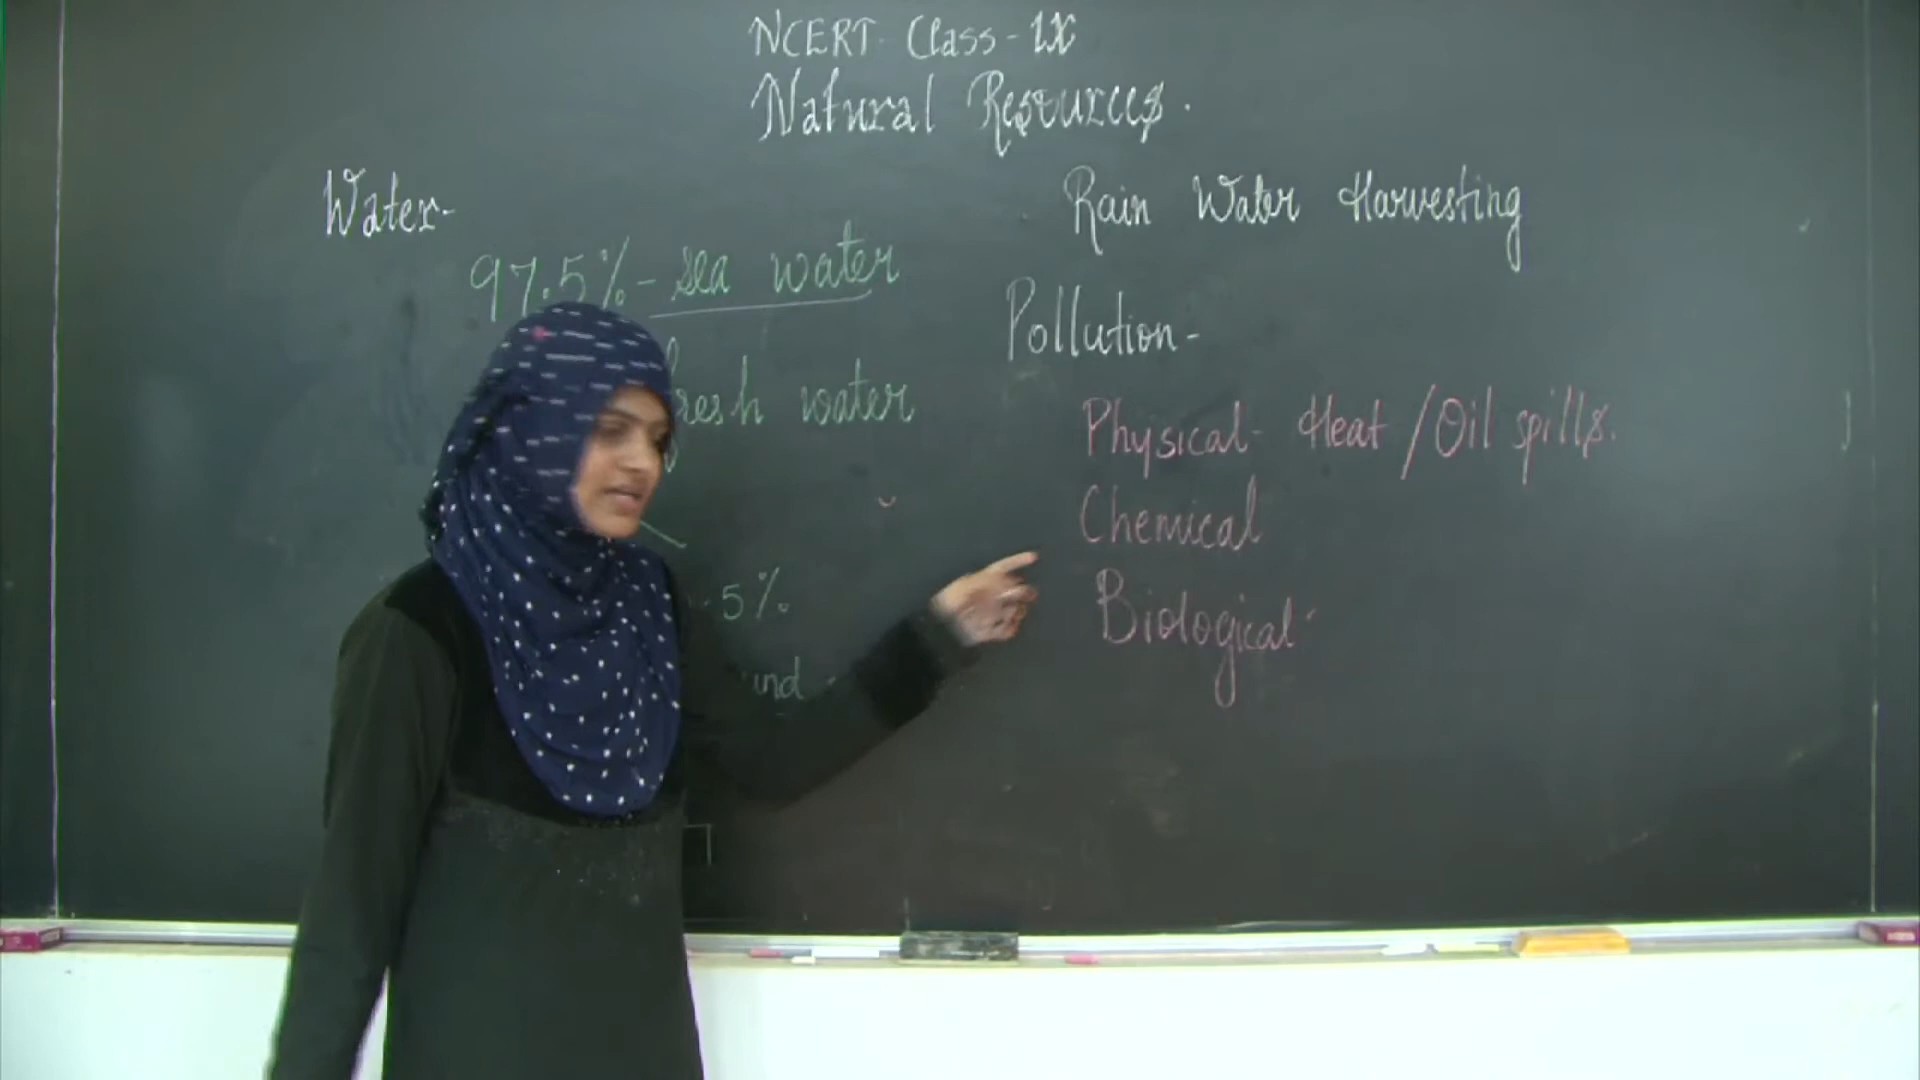 NCERT Class-IX
Natural Resources.
Water-
97.5%- sea water
fresh water
5%
Rain Water Harvesting
Pollution-
Physical- Heat / Oil spills.
Chemical
Biological-